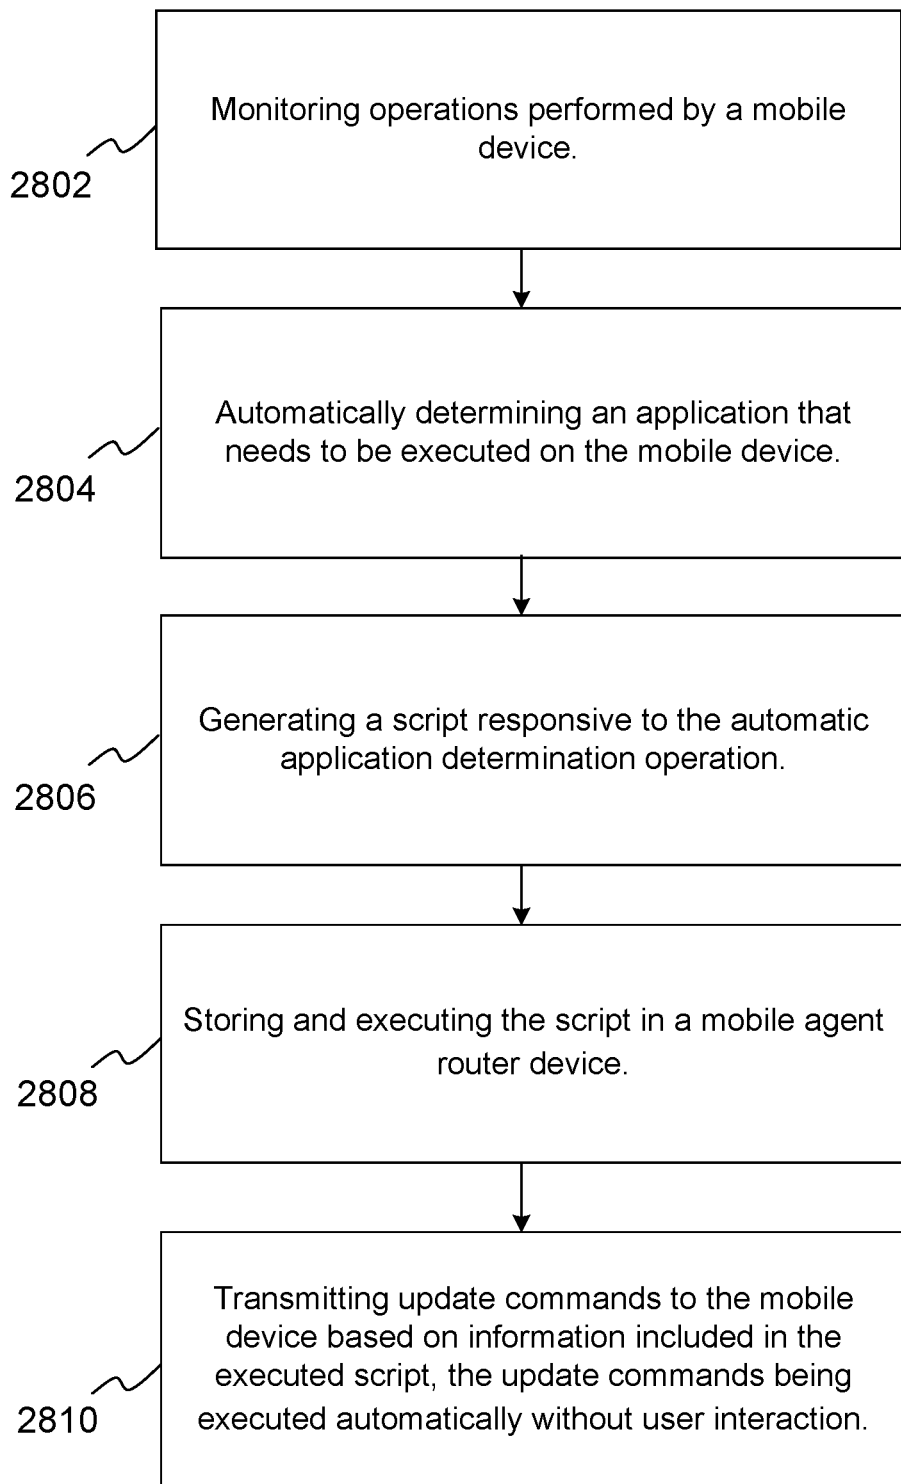 Monitoring operations performed by a mobile
device.
2802
Automatically determining an application that
needs to be executed on the mobile device.
2804
Generating a script responsive to the automatic
application determination operation.
2806
Storing and executing the script in a mobile agent
router device.
2808
Transmitting update commands to the mobile
device based on information included in the
executed script, the update commands being
executed automatically without user interaction.
2810